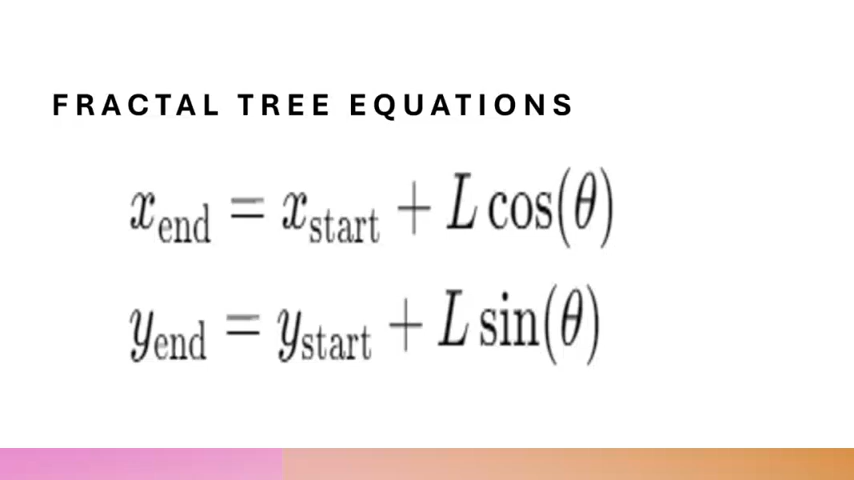 FRACTAL TREE EQUATIONS
x_end = x_start + L cos(θ)
y_end = y_start + L sin(θ)